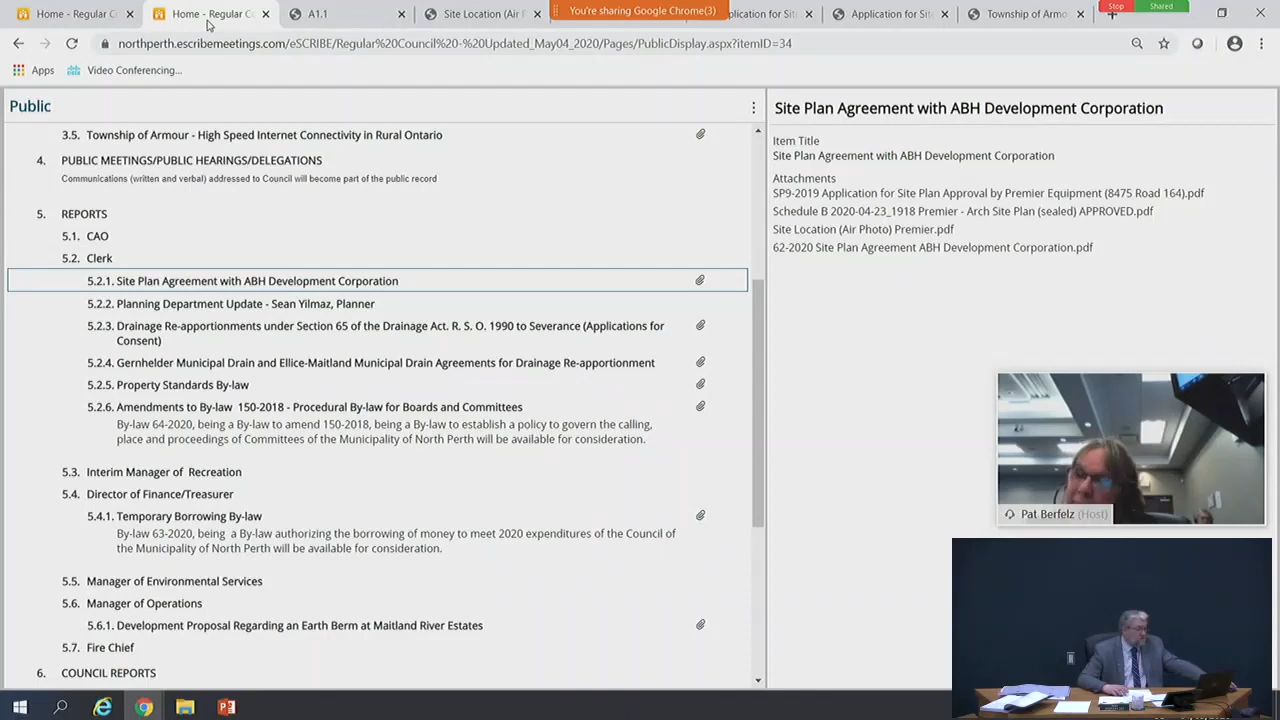 Home - Regular C
Home - Regular C
A1.1
Site Location (Air P
You're sharing Google Chrome(3)
pplication for Si
Application for Sit
Township of Armo
Stop
Shared
northperth.escribemeetings.com/eSCRIBE/Regular%20Council%20-%20Updated_May04_2020/Pages/PublicDisplay.aspx?itemID=34
Apps
Video Conferencing...
Public
3.5. Township of Armour - High Speed Internet Connectivity in Rural Ontario
4. PUBLIC MEETINGS/PUBLIC HEARINGS/DELEGATIONS
Communications (written and verbal) addressed to Council will become part of the public record
5. REPORTS
5.1. CAO
5.2. Clerk
5.2.1. Site Plan Agreement with ABH Development Corporation
5.2.2. Planning Department Update - Sean Yilmaz, Planner
5.2.3. Drainage Re-apportionments under Section 65 of the Drainage Act. R. S. O. 1990 to Severance (Applications for
Consent)
5.2.4. Gernhelder Municipal Drain and Ellice-Maitland Municipal Drain Agreements for Drainage Re-apportionment
5.2.5. Property Standards By-law
5.2.6. Amendments to By-law 150-2018 - Procedural By-law for Boards and Committees
By-law 64-2020, being a By-law to amend 150-2018, being a By-law to establish a policy to govern the calling,
place and proceedings of Committees of the Municipality of North Perth will be available for consideration.
5.3. Interim Manager of Recreation
5.4. Director of Finance/Treasurer
5.4.1. Temporary Borrowing By-law
By-law 63-2020, being a By-law authorizing the borrowing of money to meet 2020 expenditures of the Council of
the Municipality of North Perth will be available for consideration.
5.5. Manager of Environmental Services
5.6. Manager of Operations
5.6.1. Development Proposal Regarding an Earth Berm at Maitland River Estates
5.7. Fire Chief
6. COUNCIL REPORTS
Site Plan Agreement with ABH Development Corporation
Item Title
Site Plan Agreement with ABH Development Corporation
Attachments
SP9-2019 Application for Site Plan Approval by Premier Equipment (8475 Road 164).pdf
Schedule B 2020-04-23_1918 Premier - Arch Site Plan (sealed) APPROVED.pdf
Site Location (Air Photo) Premier.pdf
62-2020 Site Plan Agreement ABH Development Corporation.pdf
Pat Berfelz (Host)